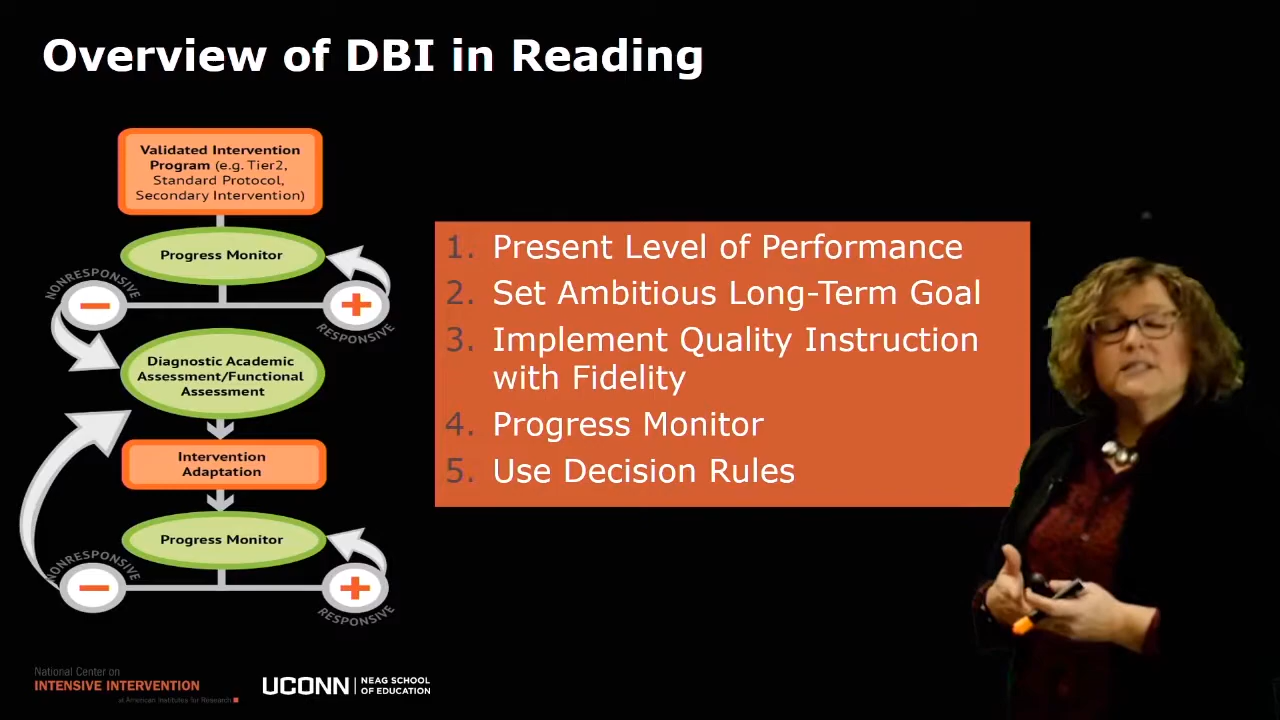 Overview of DBI in Reading
Validated Intervention
Program (e.g. Tier2,
Standard Protocol,
Secondary Intervention)
Progress Monitor
NONRESPONSIVE
RESPONSIVE
Diagnostic Academic
Assessment/Functional
Assessment
Intervention
Adaptation
Progress Monitor
NONRESPONSIVE
RESPONSIVE
1. Present Level of Performance
2. Set Ambitious Long-Term Goal
3. Implement Quality Instruction
with Fidelity
4. Progress Monitor
5. Use Decision Rules
National Center on
INTENSIVE INTERVENTION
at American Institutes for Research
UCONN
NEAG SCHOOL
OF EDUCATION